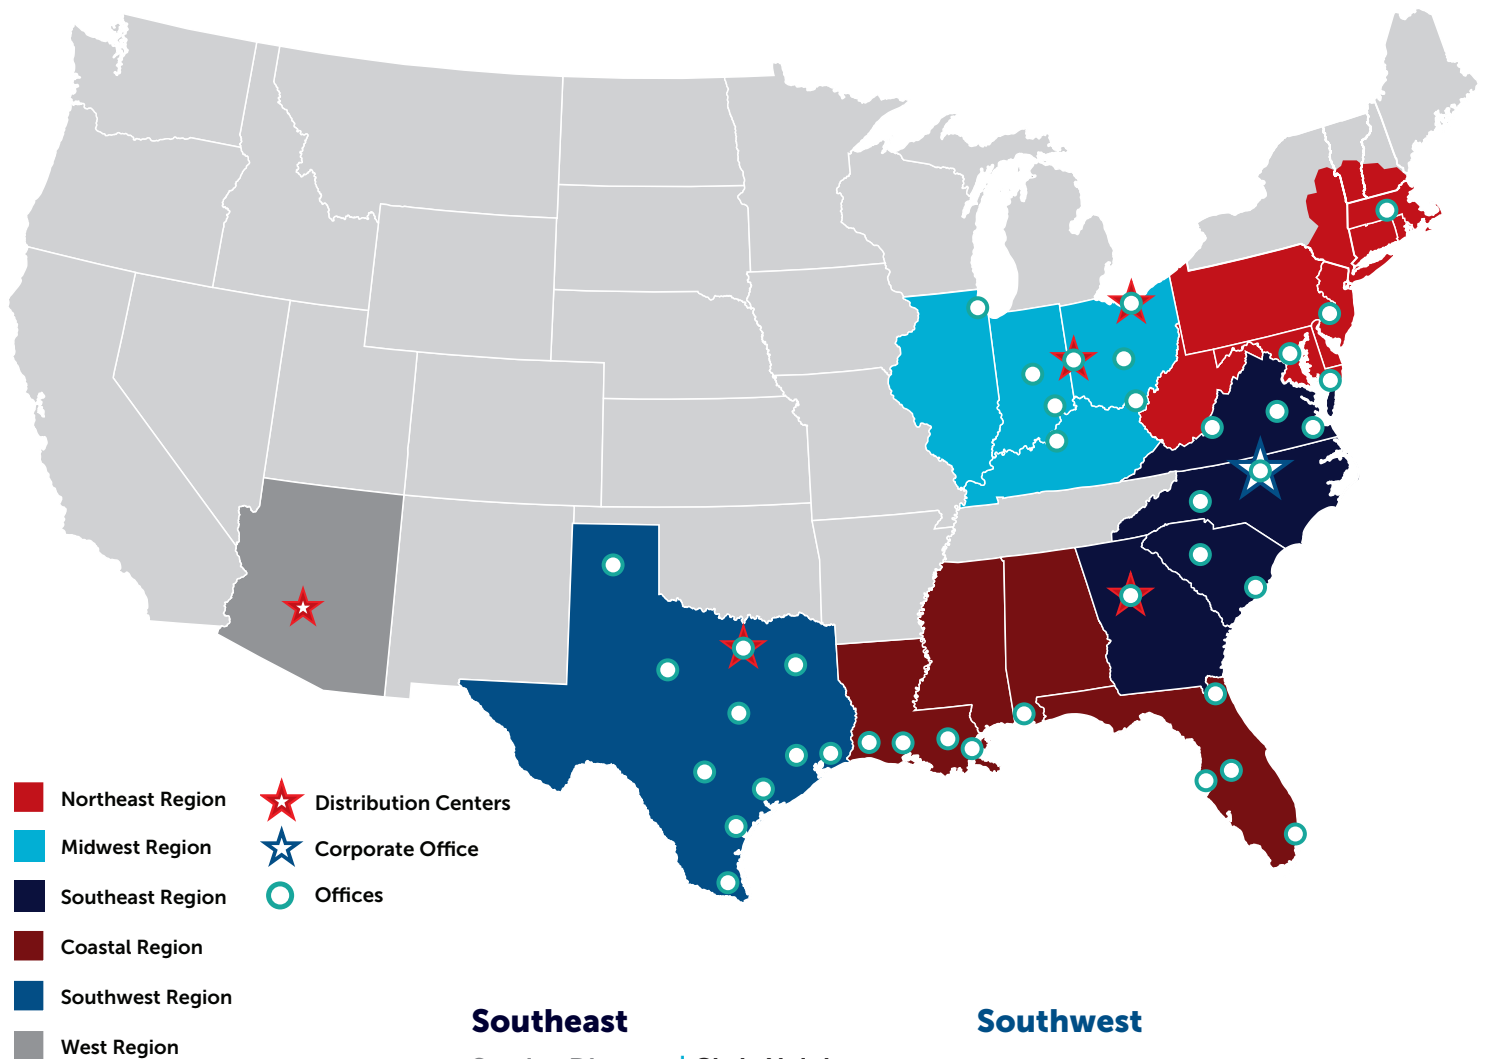 Northeast Region
Midwest Region
Southeast Region
Coastal Region
Southwest Region
West Region
Distribution Centers
Corporate Office
Offices
Southeast
Southwest